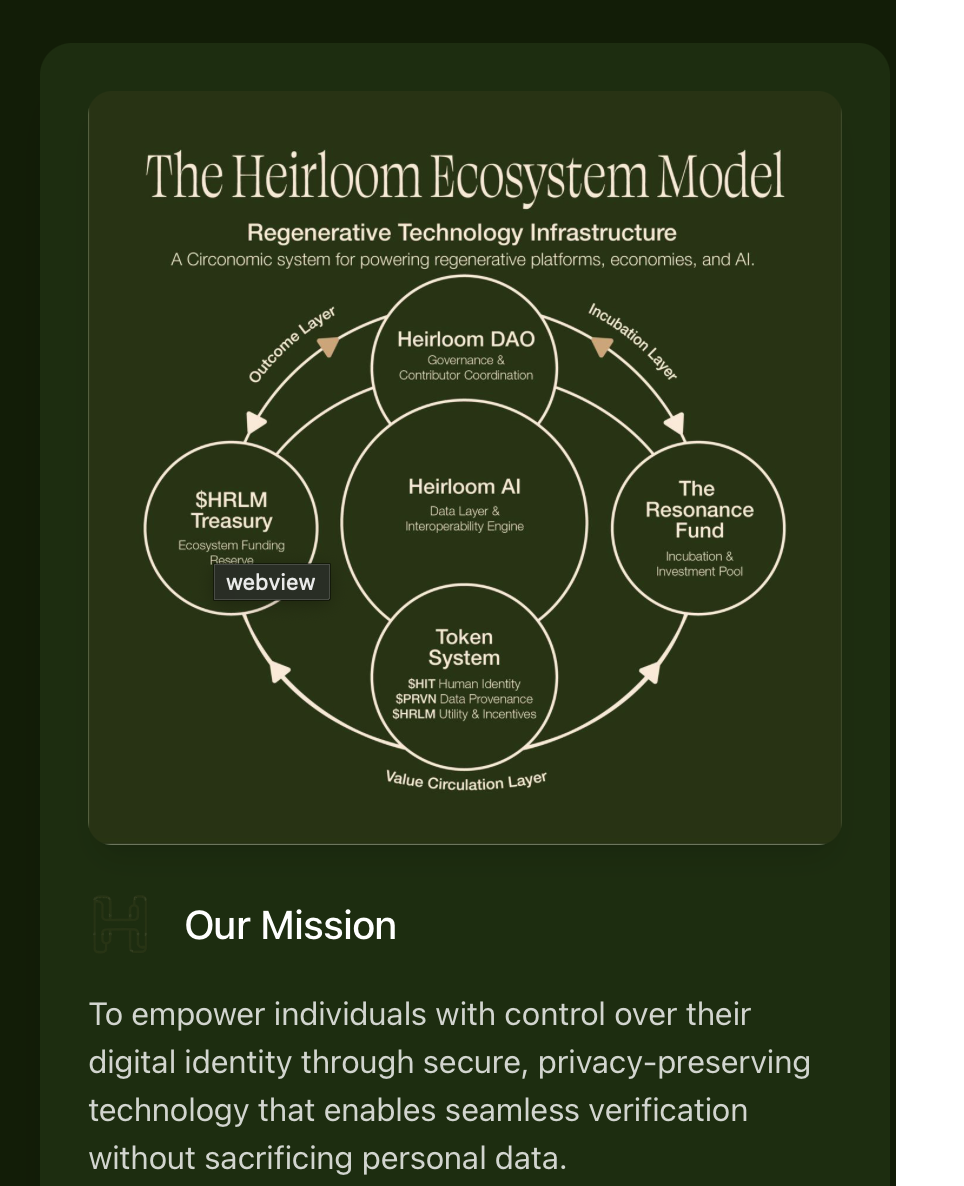 The Heirloom Ecosystem Model
Regenerative Technology Infrastructure
A Circonomic system for powering regenerative platforms, economies, and AI.
Outcome Layer
Incubation Layer
Heirloom DAO
Governance &
Contributor Coordination
$HRLM
Treasury
Ecosystem Funding
Reserve
webview
Heirloom AI
Data Layer &
Interoperability Engine
The
Resonance
Fund
Incubation &
Investment Pool
Token
System
$HIT Human Identity
$PRVN Data Provenance
$HRLM Utility & Incentives
Value Circulation Layer
H
Our Mission
To empower individuals with control over their
digital identity through secure, privacy-preserving
technology that enables seamless verification
without sacrificing personal data.